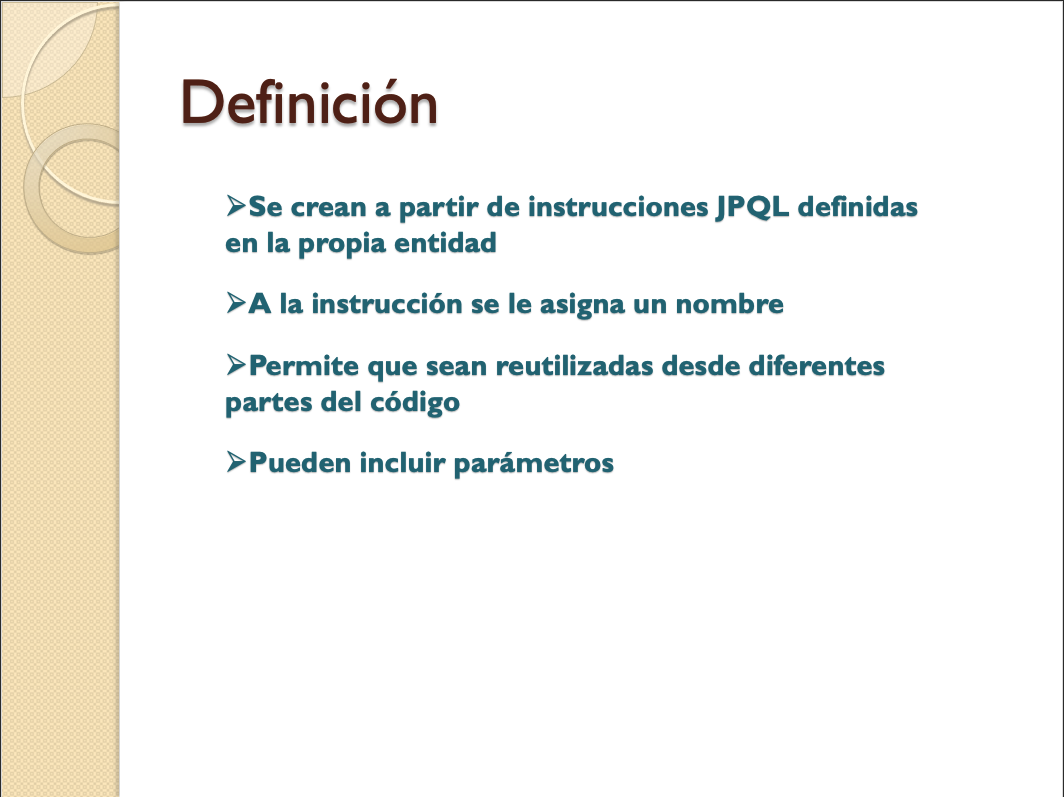 Definición
➢Se crean a partir de instrucciones JPQL definidas
en la propia entidad
➢A la instrucción se le asigna un nombre
➢Permite que sean reutilizadas desde diferentes
partes del código
➢Pueden incluir parámetros